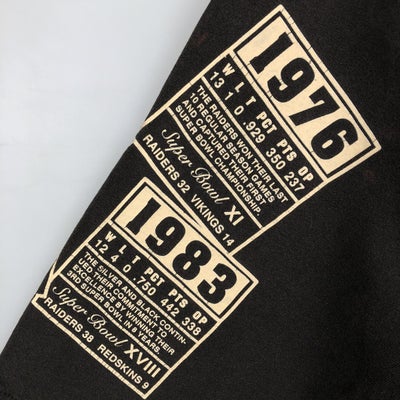 1976
W L T PCT PTS OP
13 1 0 .929 350 237
THE RAIDERS WON THEIR LAST
10 REGULAR SEASON GAMES
AND CAPTURED THEIR FIRST
SUPER BOWL CHAMPIONSHIP.
Super Bowl XI
RAIDERS 32 VIKINGS 14
1983
W L T PCT PTS OP
12 4 0 .750 442 338
THE SILVER AND BLACK CONTIN-
UED THEIR COMMITMENT TO
EXCELLENCE BY WINNING THEIR
3RD SUPER BOWL IN 8 YEARS.
Super Bowl XVIII
RAIDERS 38 REDSKINS 9